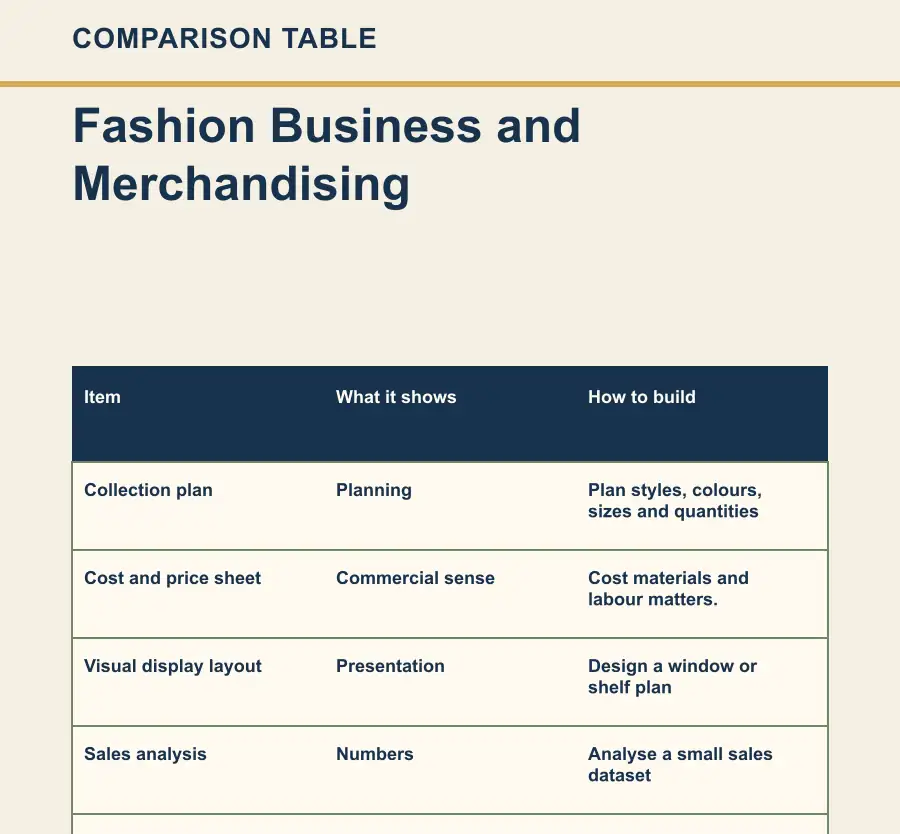 COMPARISON TABLE
Fashion Business and
Merchandising
Item
What it shows
How to build
Collection plan
Planning
Plan styles, colours,
sizes and quantities
Cost and price sheet
Commercial sense
Cost materials and
labour matters.
Visual display layout
Presentation
Design a window or
shelf plan
Sales analysis
Numbers
Analyse a small sales
dataset